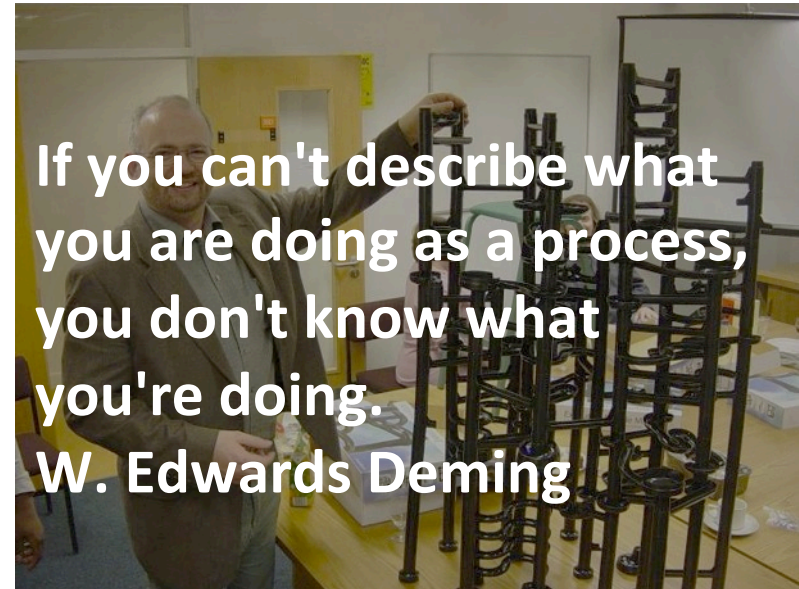 If you can't describe what
you are doing as a process,
you don't know what
you're doing.
W. Edwards Deming